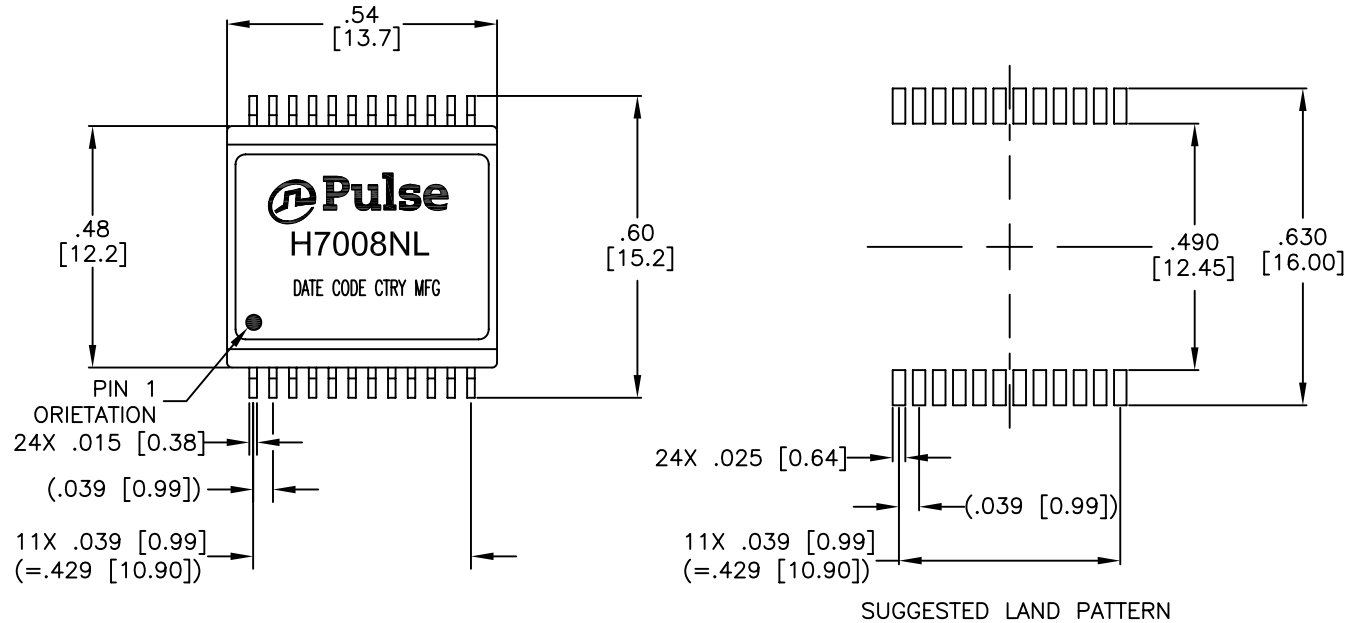 .54
[13.7]
.48
[12.2]
Pulse
H7008NL
DATE CODE CTRY MFG
.60
[15.2]
PIN 1
ORIETATION
24X .015 [0.38]
(.039 [0.99])
11X .039 [0.99]
(=.429 [10.90])
.490
[12.45]
.630
[16.00]
24X .025 [0.64]
(.039 [0.99])
11X .039 [0.99]
(=.429 [10.90])
SUGGESTED LAND PATTERN